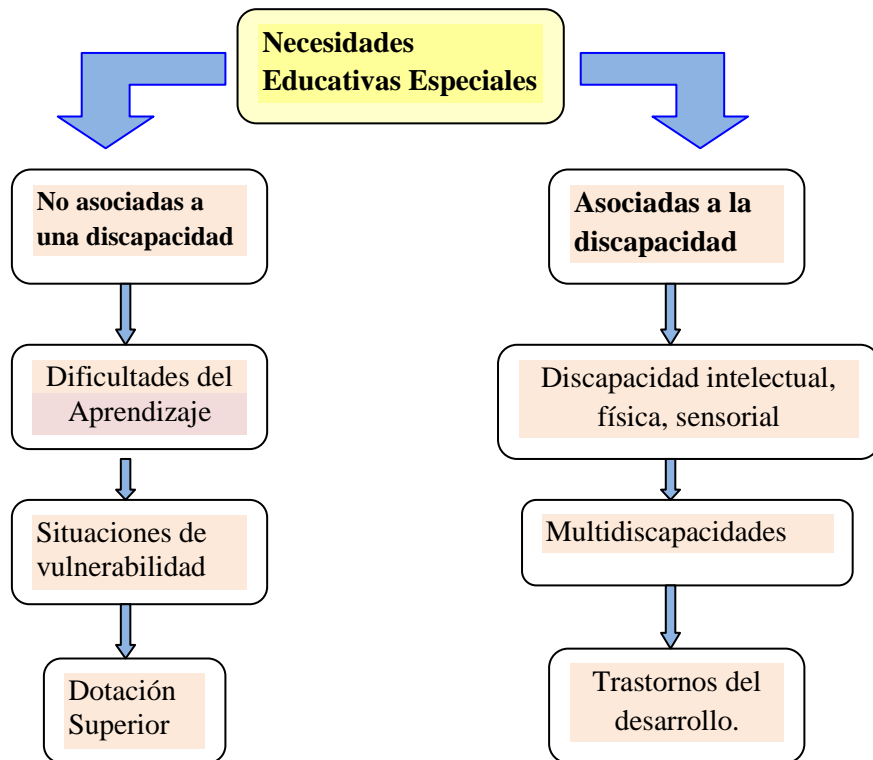 Necesidades
Educativas Especiales
No asociadas a
una discapacidad
Asociadas a la
discapacidad
Dificultades del
Aprendizaje
Discapacidad intelectual,
física, sensorial
Situaciones de
vulnerabilidad
Multidiscapacidades
Dotación
Superior
Trastornos del
desarrollo.